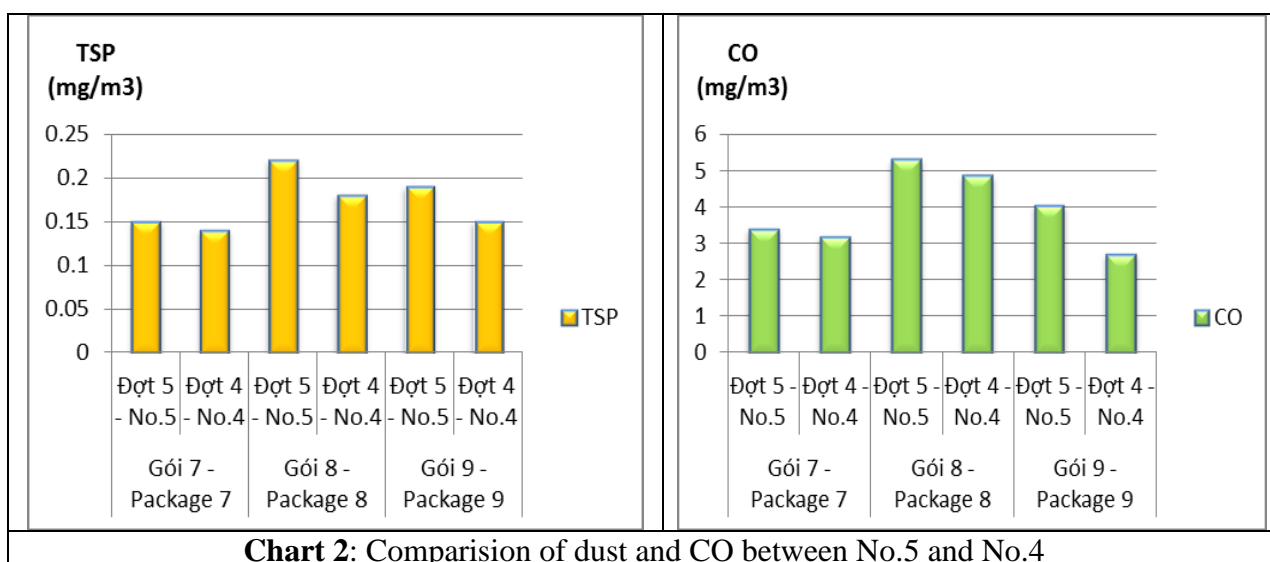 TSP
(mg/m3)
0.25
0.2
0.15
0.1
0.05
0
Đợt 5 - No.5
Đợt 4 - No.4
Đợt 5 - No.5
Đợt 4 - No.4
Đợt 5 - No.5
Đợt 4 - No.4
Gói 7 - Package 7
Gói 8 - Package 8
Gói 9 - Package 9
TSP
CO
(mg/m3)
6
5
4
3
2
1
0
Đợt 5 - No.5
Đợt 4 - No.4
Đợt 5 - No.5
Đợt 4 - No.4
Đợt 5 - No.5
Đợt 4 - No.4
Gói 7 - Package 7
Gói 8 - Package 8
Gói 9 - Package 9
CO
Chart 2: Comparision of dust and CO between No.5 and No.4